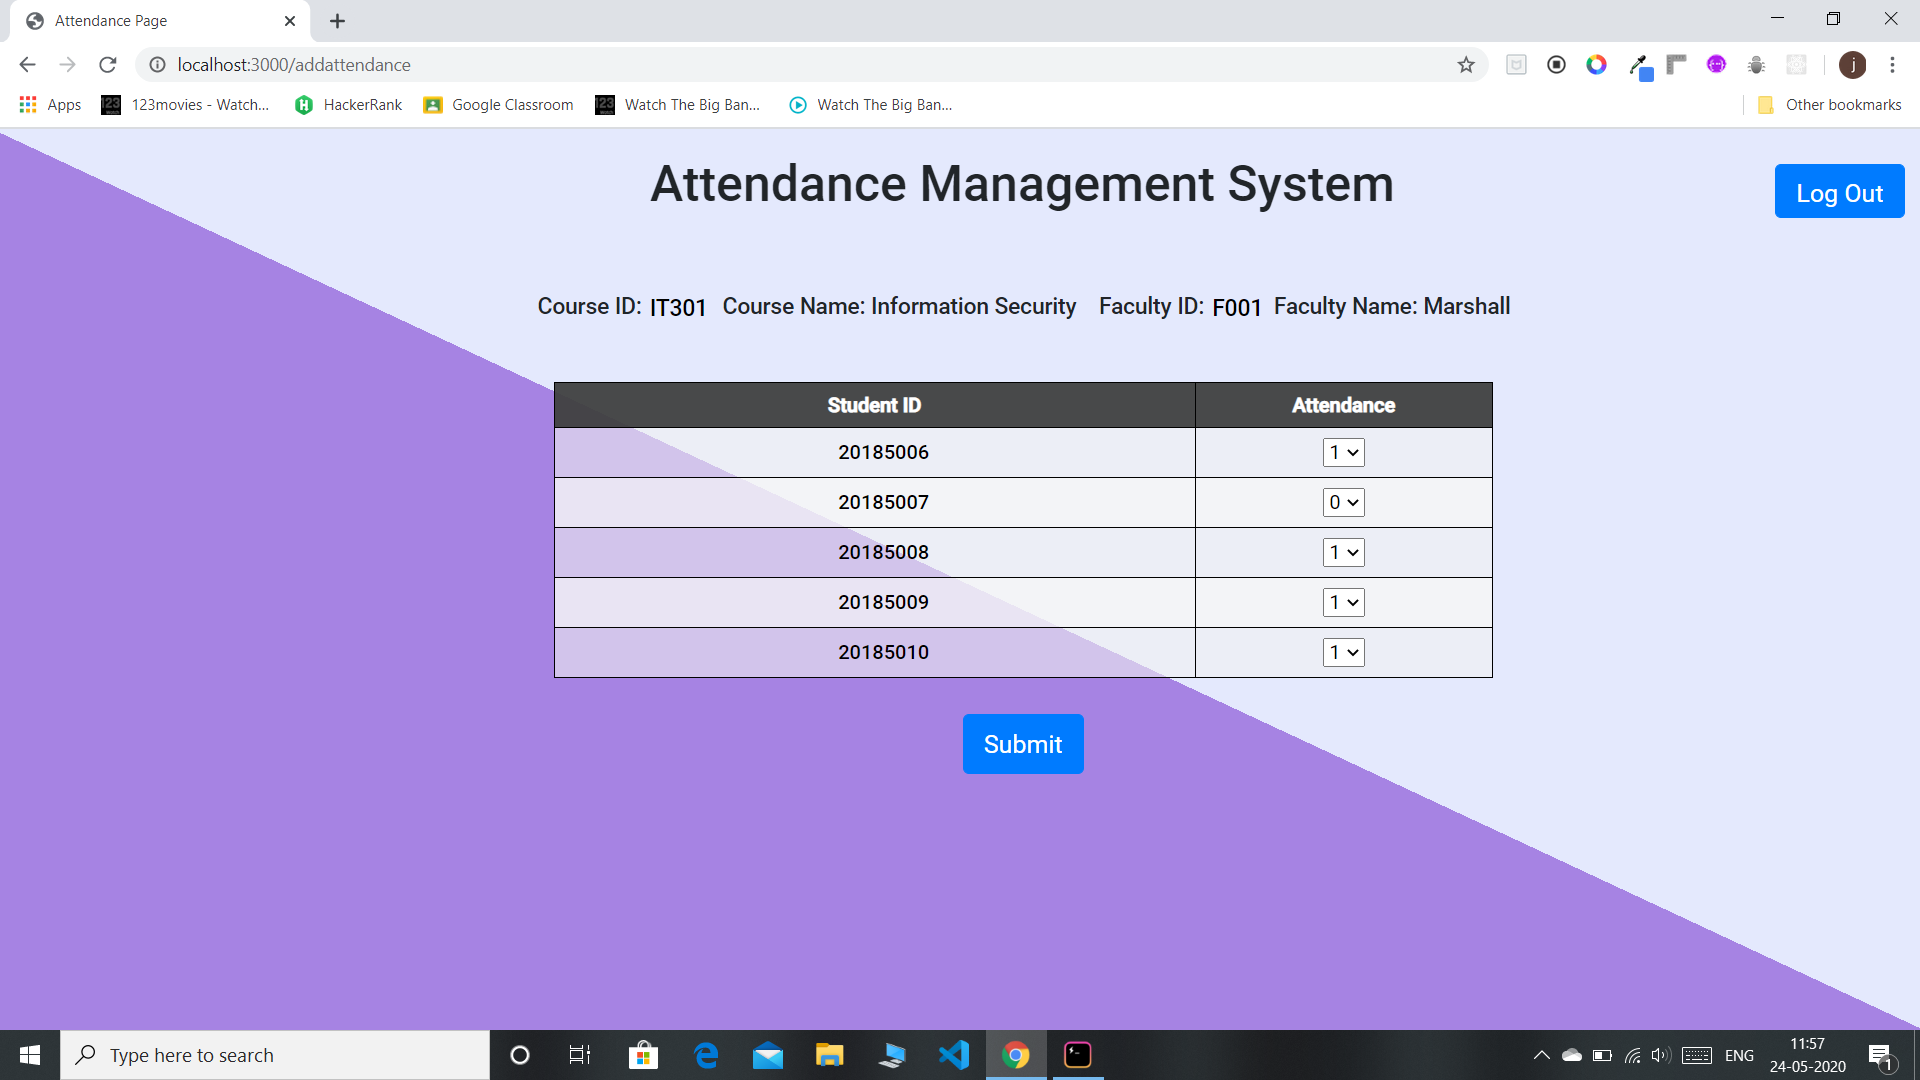 Attendance Page
localhost:3000/addattendance
j
Apps 123movies - Watch... HackerRank Google Classroom 123 Watch The Big Ban... Watch The Big Ban... Other bookmarks
Attendance Management System
Log Out
Course ID: IT301 Course Name: Information Security Faculty ID: F001 Faculty Name: Marshall
Student ID Attendance
20185006 1
20185007 0
20185008 1
20185009 1
20185010 1
Submit
Type here to search
ENG
11:57
24-05-2020
1